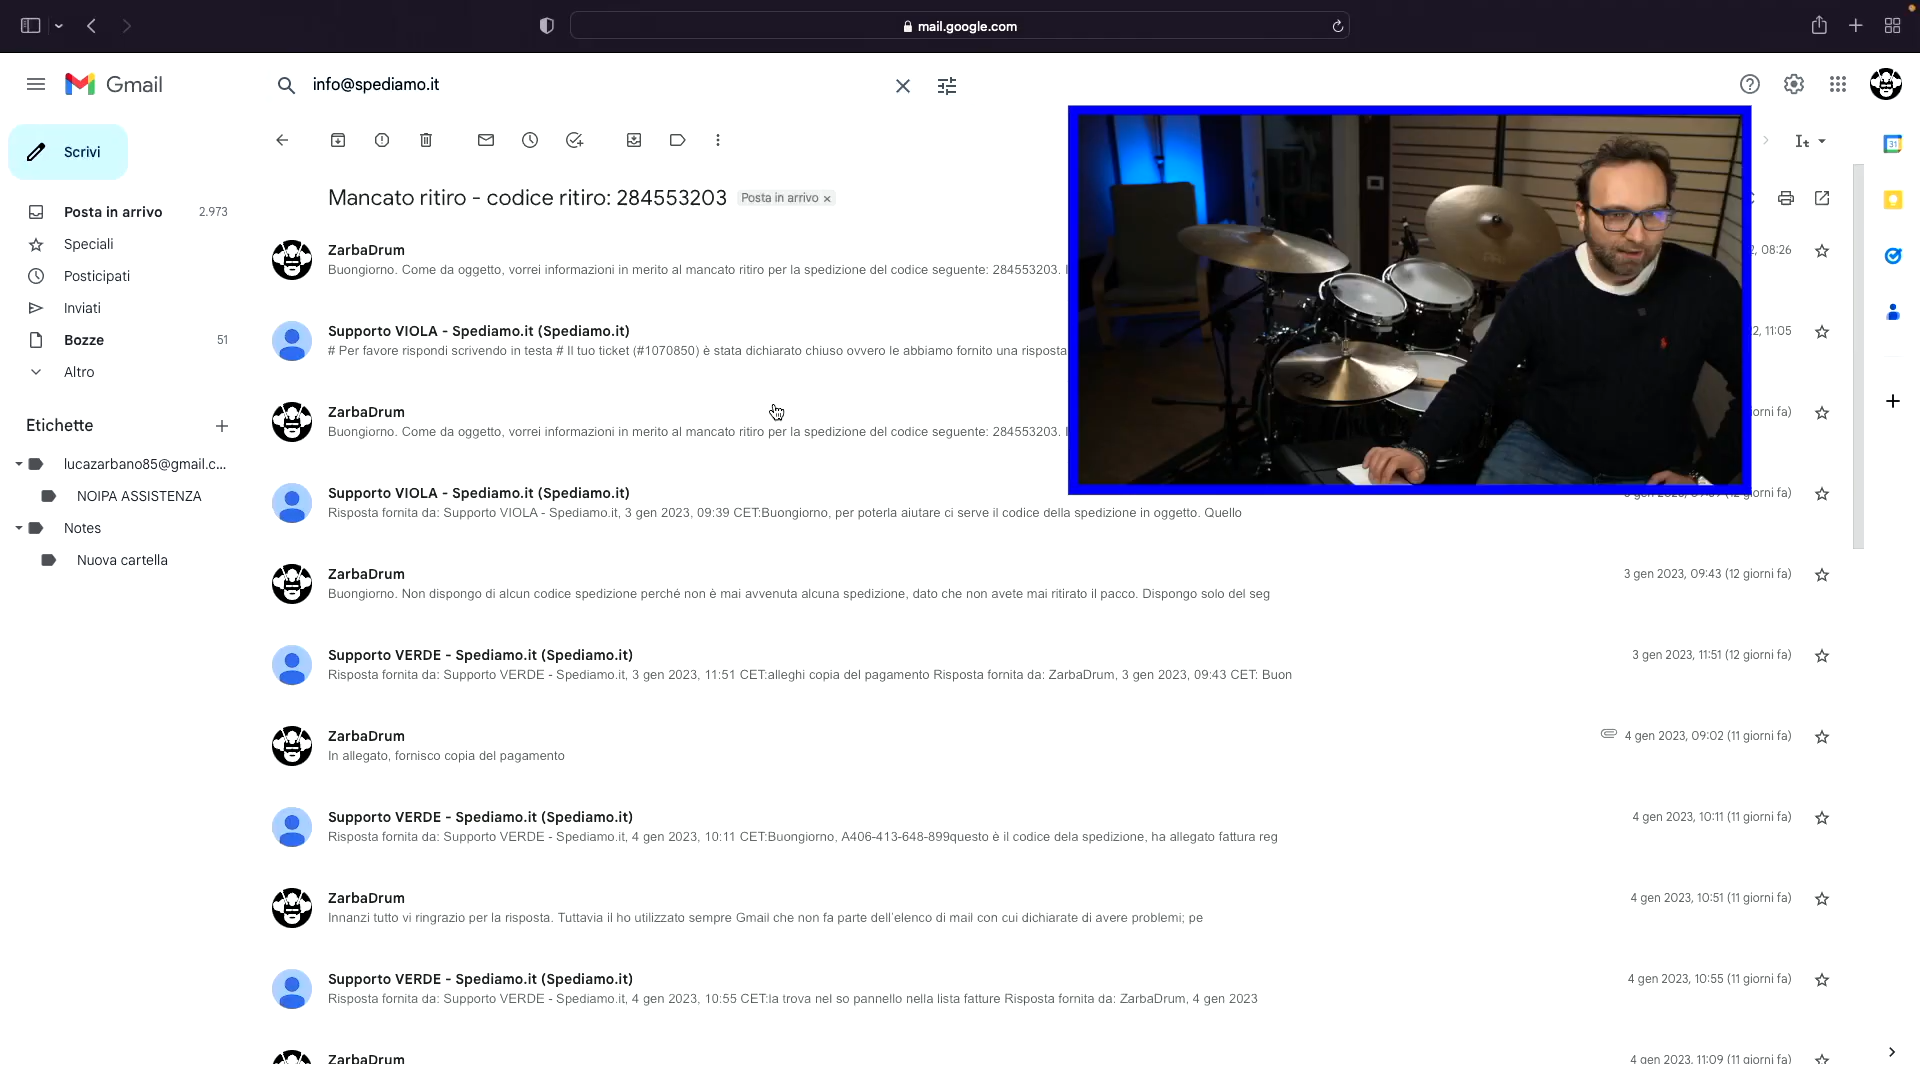 mail.google.com
Gmail
info@spediamo.it
Scrivi
Posta in arrivo 2.973
Speciali
Posticipati
Inviati
Bozze 51
Altro
Etichette
lucazarbano85@gmail.c...
NOIPA ASSISTENZA
Notes
Nuova cartella
Mancato ritiro - codice ritiro: 284553203 Posta in arrivo ×
ZarbaDrum 2, 08:26
Buongiorno. Come da oggetto, vorrei informazioni in merito al mancato ritiro per la spedizione del codice seguente: 284553203. I
Supporto VIOLA - Spediamo.it (Spediamo.it) 2, 11:05
# Per favore rispondi scrivendo in testa # Il tuo ticket (#1070850) è stata dichiarato chiuso ovvero le abbiamo fornito una risposta
ZarbaDrum orni fa)
Buongiorno. Come da oggetto, vorrei informazioni in merito al mancato ritiro per la spedizione del codice seguente: 284553203. I
Supporto VIOLA - Spediamo.it (Spediamo.it) giorni fa)
Risposta fornita da: Supporto VIOLA - Spediamo.it, 3 gen 2023, 09:39 CET:Buongiorno, per poterla aiutare ci serve il codice della spedizione in oggetto. Quello
ZarbaDrum 3 gen 2023, 09:43 (12 giorni fa)
Buongiorno. Non dispongo di alcun codice spedizione perché non è mai avvenuta alcuna spedizione, dato che non avete mai ritirato il pacco. Dispongo solo del seg
Supporto VERDE - Spediamo.it (Spediamo.it) 3 gen 2023, 11:51 (12 giorni fa)
Risposta fornita da: Supporto VERDE - Spediamo.it, 3 gen 2023, 11:51 CET:alleghi copia del pagamento Risposta fornita da: ZarbaDrum, 3 gen 2023, 09:43 CET: Buon
ZarbaDrum 4 gen 2023, 09:02 (11 giorni fa)
In allegato, fornisco copia del pagamento
Supporto VERDE - Spediamo.it (Spediamo.it) 4 gen 2023, 10:11 (11 giorni fa)
Risposta fornita da: Supporto VERDE - Spediamo.it, 4 gen 2023, 10:11 CET:Buongiorno, A406-413-648-899questo è il codice dela spedizione, ha allegato fattura reg
ZarbaDrum 4 gen 2023, 10:51 (11 giorni fa)
Innanzi tutto vi ringrazio per la risposta. Tuttavia il ho utilizzato sempre Gmail che non fa parte dell'elenco di mail con cui dichiarate di avere problemi; pe
Supporto VERDE - Spediamo.it (Spediamo.it) 4 gen 2023, 10:55 (11 giorni fa)
Risposta fornita da: Supporto VERDE - Spediamo.it, 4 gen 2023, 10:55 CET:la trova nel so pannello nella lista fatture Risposta fornita da: ZarbaDrum, 4 gen 2023
ZarbaDrum 4 gen 2023, 11:09 (11 giorni fa)